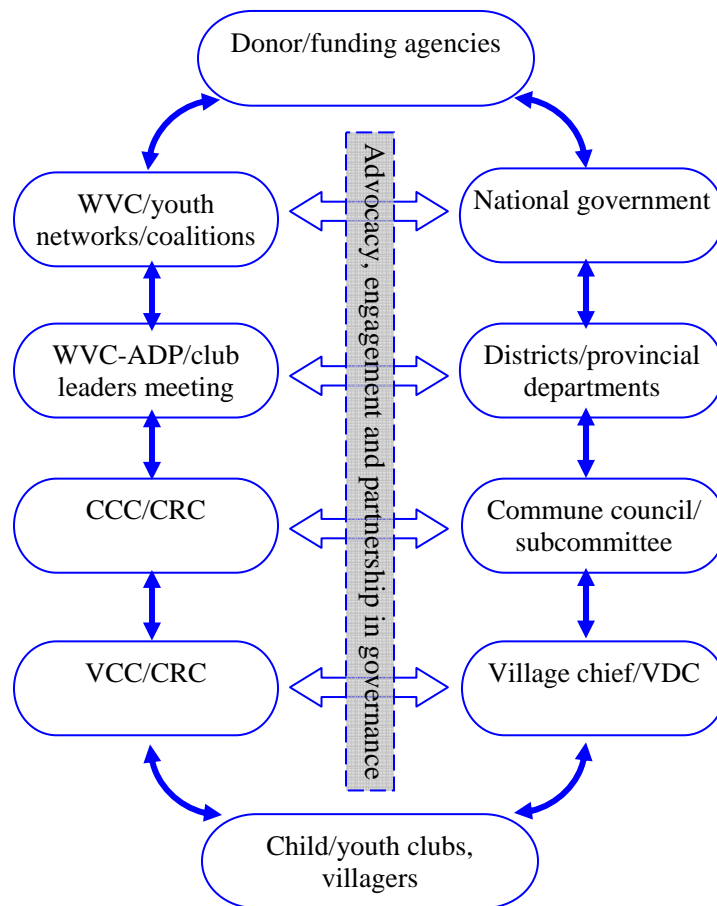 Donor/funding agencies
WVC/youth
networks/coalitions
National government
WVC-ADP/club
leaders meeting
Districts/provincial
departments
CCC/CRC
Commune council/
subcommittee
VCC/CRC
Village chief/VDC
Advocacy, engagement and partnership in governance
Child/youth clubs,
villagers